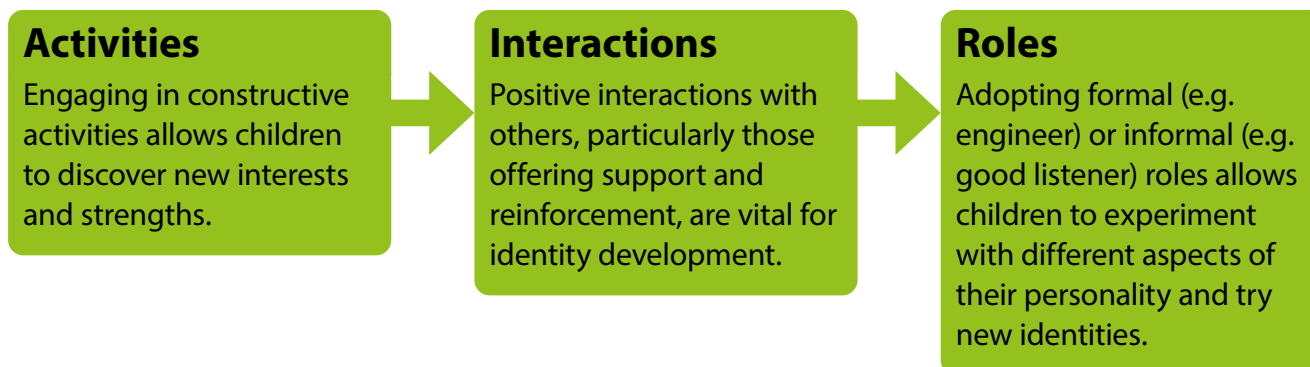 Activities
Engaging in constructive
activities allows children
to discover new interests
and strengths.
Interactions
Positive interactions with
others, particularly those
offering support and
reinforcement, are vital for
identity development.
Roles
Adopting formal (e.g.
engineer) or informal (e.g.
good listener) roles allows
children to experiment
with different aspects of
their personality and try
new identities.